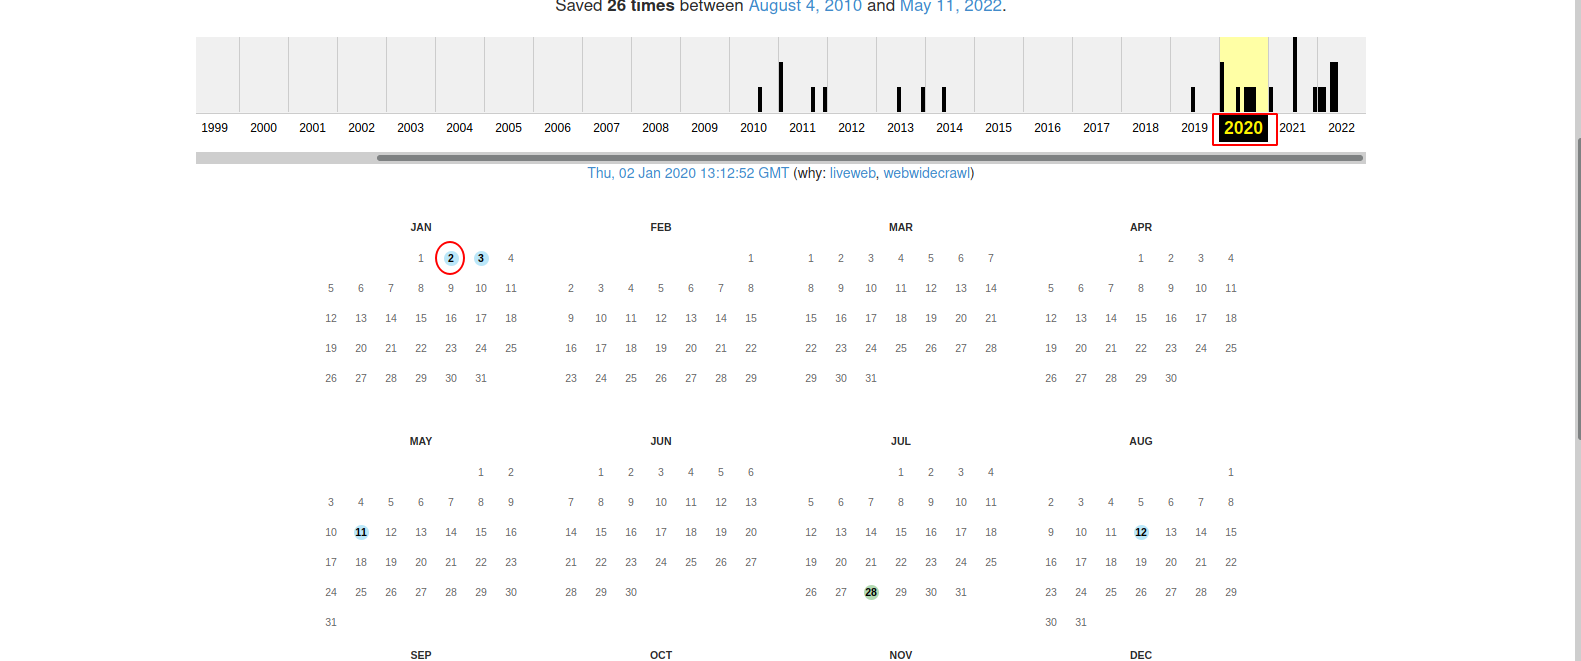 Saved 26 times between August 4, 2010 and May 11, 2022.
1999 2000 2001 2002 2003 2004 2005 2006 2007 2008 2009 2010 2011 2012 2013 2014 2015 2016 2017 2018 2019 2020 2021 2022
Thu, 02 Jan 2020 13:12:52 GMT (why: liveweb, webwidecrawl)
JAN FEB MAR APR
1 2 3 4 1 1 2 3 4 5 6 7 1 2 3 4
5 6 7 8 9 10 11 2 3 4 5 6 7 8 8 9 10 11 12 13 14 5 6 7 8 9 10 11
12 13 14 15 16 17 18 9 10 11 12 13 14 15 15 16 17 18 19 20 21 12 13 14 15 16 17 18
19 20 21 22 23 24 25 16 17 18 19 20 21 22 22 23 24 25 26 27 28 19 20 21 22 23 24 25
26 27 28 29 30 31 23 24 25 26 27 28 29 29 30 31 26 27 28 29 30
MAY JUN JUL AUG
1 2 1 2 3 4 5 6 1 2 3 4 1
3 4 5 6 7 8 9 7 8 9 10 11 12 13 5 6 7 8 9 10 11 2 3 4 5 6 7 8
10 11 12 13 14 15 16 14 15 16 17 18 19 20 12 13 14 15 16 17 18 9 10 11 12 13 14 15
17 18 19 20 21 22 23 21 22 23 24 25 26 27 19 20 21 22 23 24 25 16 17 18 19 20 21 22
24 25 26 27 28 29 30 28 29 30 26 27 28 29 30 31 23 24 25 26 27 28 29
31 30 31
SEP OCT NOV DEC